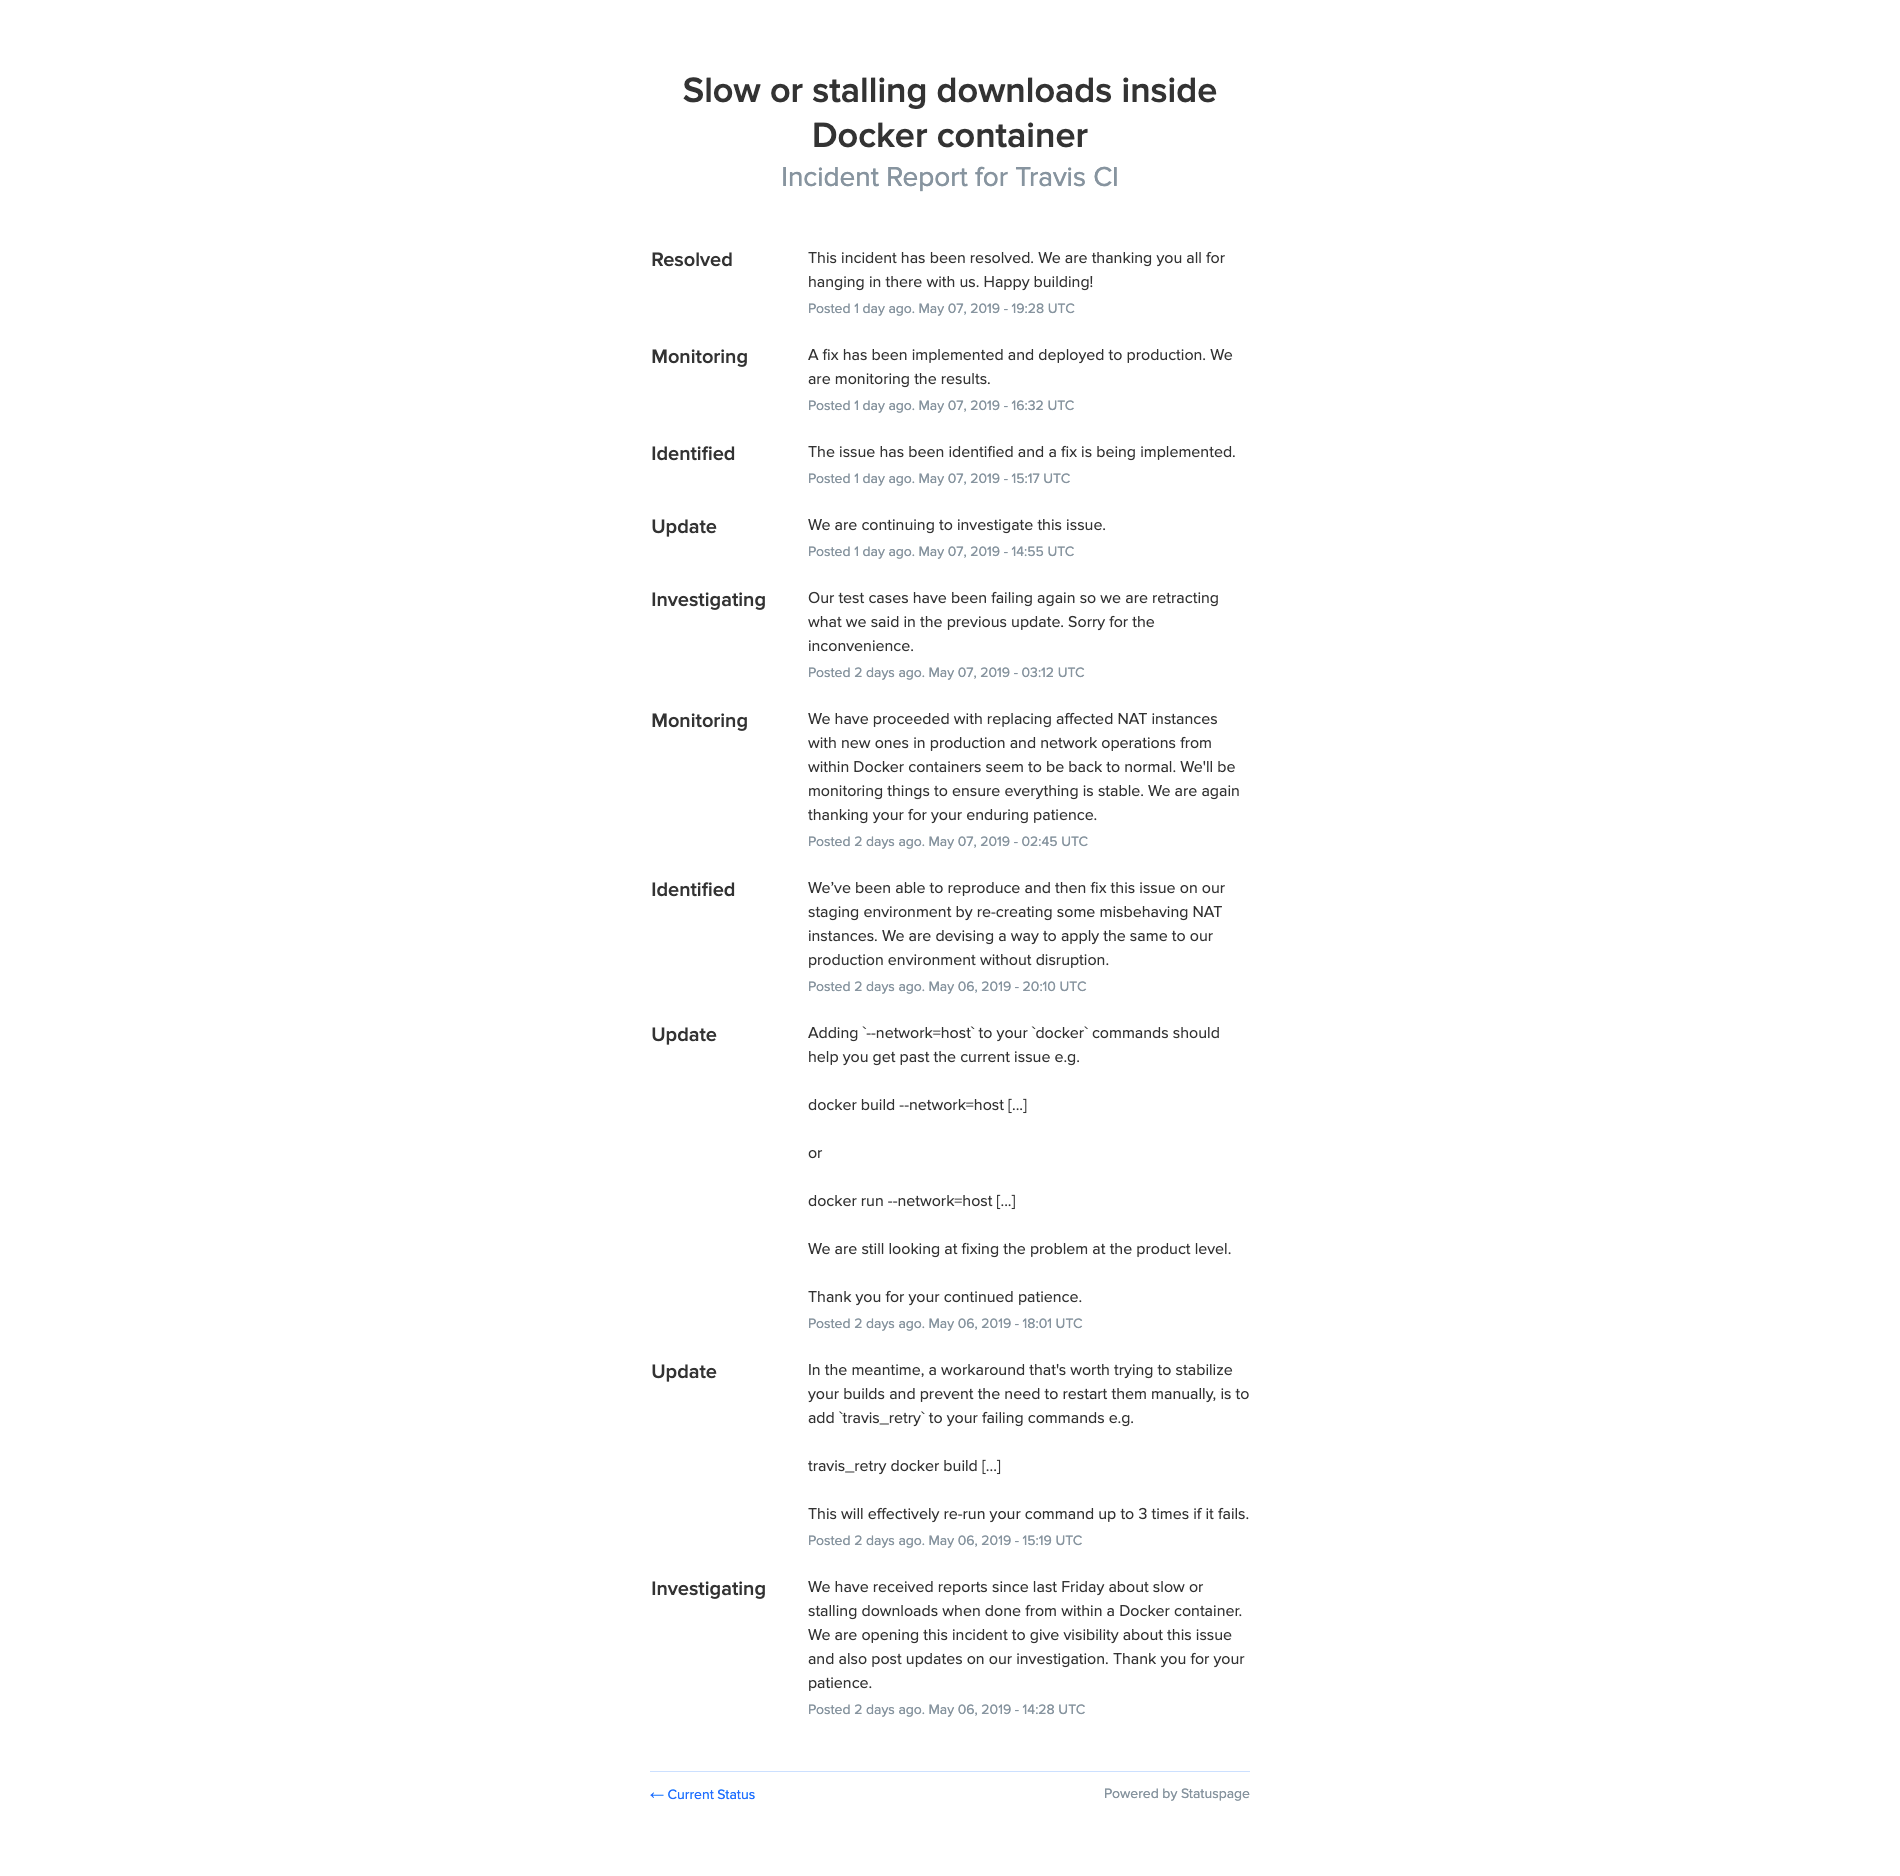 Slow or stalling downloads inside
Docker container
Incident Report for Travis CI
Resolved
This incident has been resolved. We are thanking you all for
hanging in there with us. Happy building!
Posted 1 day ago. May 07, 2019 - 19:28 UTC
Monitoring
A fix has been implemented and deployed to production. We
are monitoring the results.
Posted 1 day ago. May 07, 2019 - 16:32 UTC
Identified
The issue has been identified and a fix is being implemented.
Posted 1 day ago. May 07, 2019 - 15:17 UTC
Update
We are continuing to investigate this issue.
Posted 1 day ago. May 07, 2019 - 14:55 UTC
Investigating
Our test cases have been failing again so we are retracting
what we said in the previous update. Sorry for the
inconvenience.
Posted 2 days ago. May 07, 2019 - 03:12 UTC
Monitoring
We have proceeded with replacing affected NAT instances
with new ones in production and network operations from
within Docker containers seem to be back to normal. We'll be
monitoring things to ensure everything is stable. We are again
thanking your for your enduring patience.
Posted 2 days ago. May 07, 2019 - 02:45 UTC
Identified
We’ve been able to reproduce and then fix this issue on our
staging environment by re-creating some misbehaving NAT
instances. We are devising a way to apply the same to our
production environment without disruption.
Posted 2 days ago. May 06, 2019 - 20:10 UTC
Update
Adding `--network=host` to your `docker` commands should
help you get past the current issue e.g.
docker build --network=host [...]
or
docker run --network=host [...]
We are still looking at fixing the problem at the product level.
Thank you for your continued patience.
Posted 2 days ago. May 06, 2019 - 18:01 UTC
Update
In the meantime, a workaround that's worth trying to stabilize
your builds and prevent the need to restart them manually, is to
add `travis_retry` to your failing commands e.g.
travis_retry docker build [...]
This will effectively re-run your command up to 3 times if it fails.
Posted 2 days ago. May 06, 2019 - 15:19 UTC
Investigating
We have received reports since last Friday about slow or
stalling downloads when done from within a Docker container.
We are opening this incident to give visibility about this issue
and also post updates on our investigation. Thank you for your
patience.
Posted 2 days ago. May 06, 2019 - 14:28 UTC
← Current Status
Powered by Statuspage